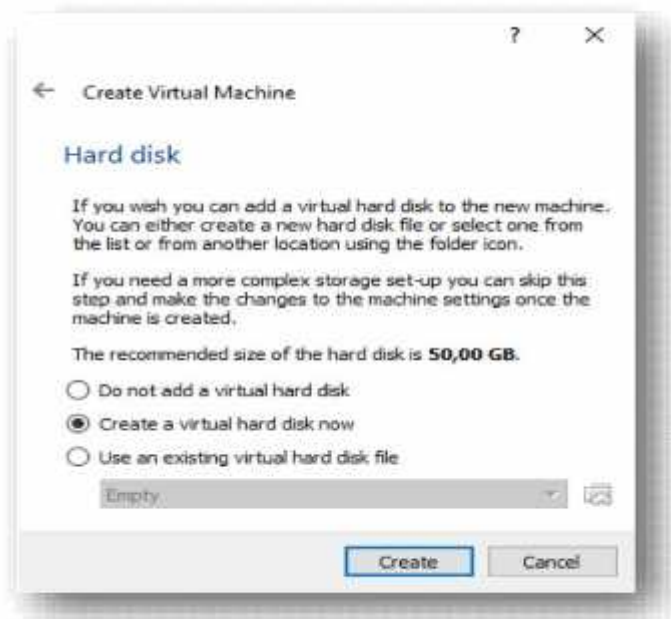 ?
Create Virtual Machine
Hard disk
If you wish you can add a virtual hard disk to the new machine.
You can either create a new hard disk file or select one from
the list or from another location using the folder icon.
If you need a more complex storage set-up you can skip this
step and make the changes to the machine settings once the
machine is created.
The recommended size of the hard disk is 50,00 GB.
Do not add a virtual hard disk
Create a virtual hard disk now
Use an existing virtual hard disk file
Empty
Create Cancel